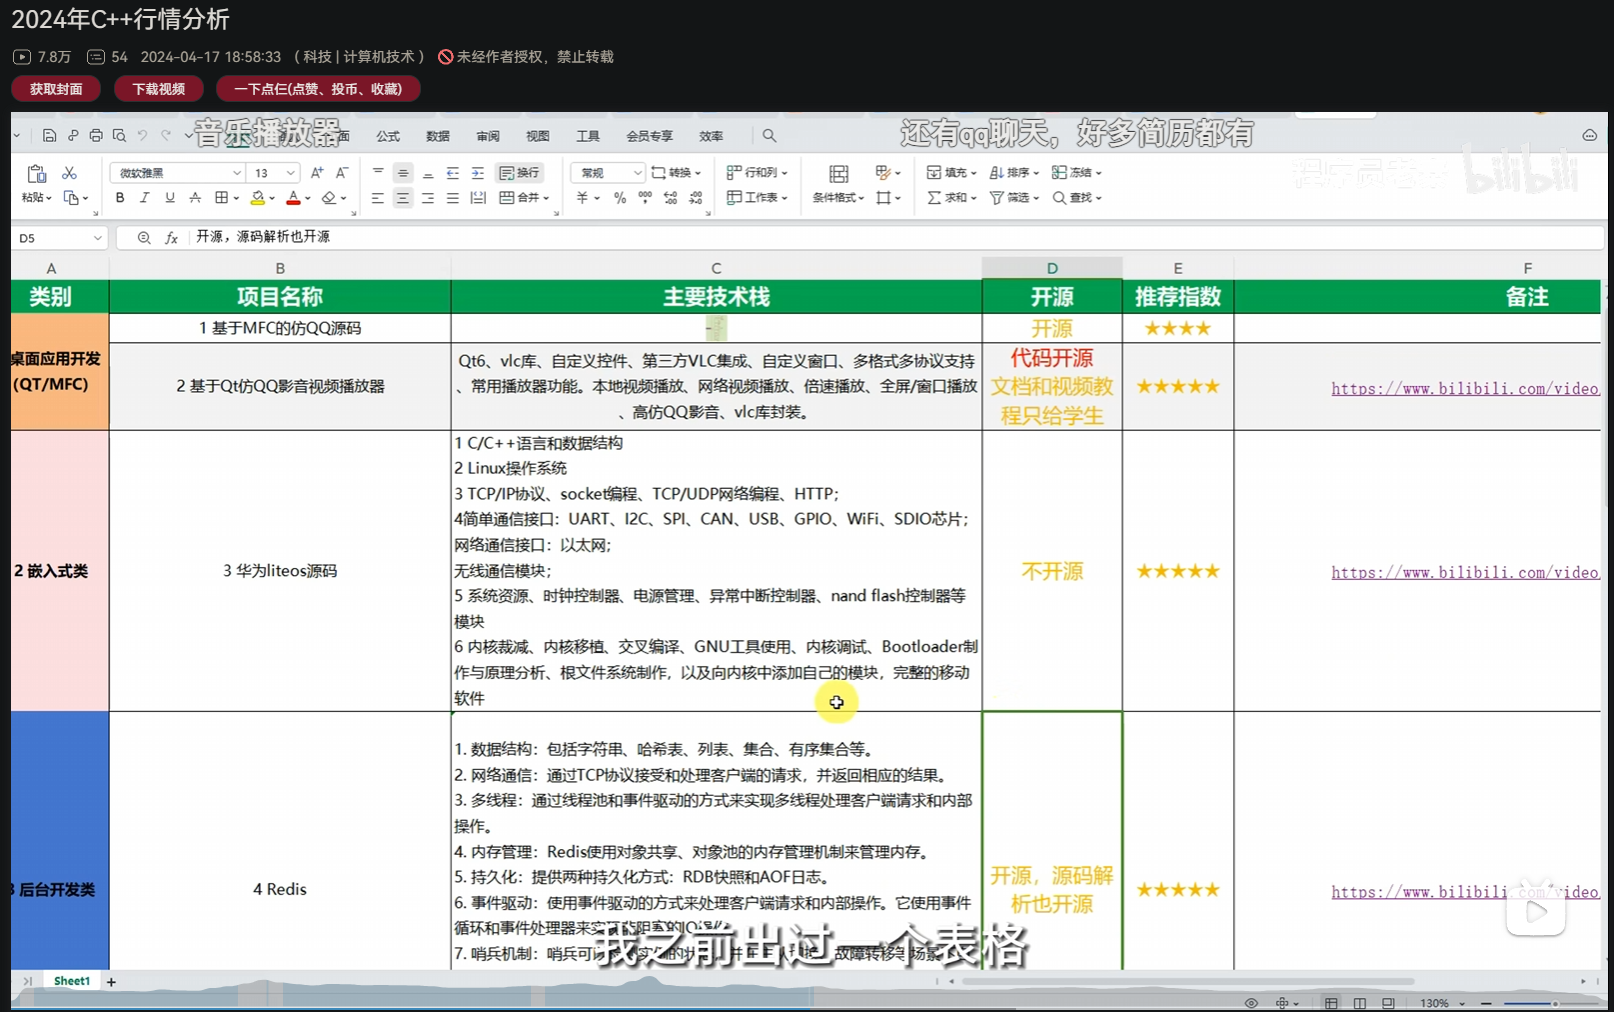 2024年C++行情分析
7.8万 54 2024-04-17 18:58:33 ( 科技 | 计算机技术 ) 未经作者授权，禁止转载
获取封面 下载视频 一下点仨(点赞、投币、收藏)
音乐播放器 还有qq聊天，好多简历都有
公式 数据 审阅 视图 工具 会员专享 效率
bilibili
微软雅黑 13 换行 常规 转换 行和列 填充 排序 冻结
粘贴 合并 工作表 条件格式 求和 筛选 查找
D5 fx 开源，源码解析也开源
A B C D E F
类别 项目名称 主要技术栈 开源 推荐指数 备注
桌面应用开发
(QT/MFC)
1 基于MFC的仿QQ源码 开源 ★★★★
2 基于Qt仿QQ影音视频播放器
Qt6、vlc库、自定义控件、第三方VLC集成、自定义窗口、多格式多协议支持
、常用播放器功能。本地视频播放、网络视频播放、倍速播放、全屏/窗口播放
、高仿QQ影音、vlc库封装。
代码开源
文档和视频教
程只给学生
★★★★★
https://www.bilibili.com/video
2 嵌入式类
3 华为liteos源码
1 C/C++语言和数据结构
2 Linux操作系统
3 TCP/IP协议、socket编程、TCP/UDP网络编程、HTTP；
4简单通信接口：UART、I2C、SPI、CAN、USB、GPIO、WiFi、SDIO芯片；
网络通信接口：以太网；
无线通信模块；
5 系统资源、时钟控制器、电源管理、异常中断控制器、nand flash控制器等
模块
6 内核裁减、内核移植、交叉编译、GNU工具使用、内核调试、Bootloader制
作与原理分析、根文件系统制作，以及向内核中添加自己的模块，完整的移动
软件
不开源
★★★★★
https://www.bilibili.com/video
后台开发类
4 Redis
1. 数据结构：包括字符串、哈希表、列表、集合、有序集合等。
2. 网络通信：通过TCP协议接受和处理客户端的请求，并返回相应的结果。
3. 多线程：通过线程池和事件驱动的方式来实现多线程处理客户端请求和内部
操作。
4. 内存管理：Redis使用对象共享、对象池的内存管理机制来管理内存。
5. 持久化：提供两种持久化方式：RDB快照和AOF日志。
6. 事件驱动：使用事件驱动的方式来处理客户端请求和内部操作。它使用事件
循环和事件处理器来实
7. 哨兵机制：哨兵可以
开源，源码解
析也开源
★★★★★
https://www.bilibili.com/video
我之前出过一个表格
Sheet1 +
130%